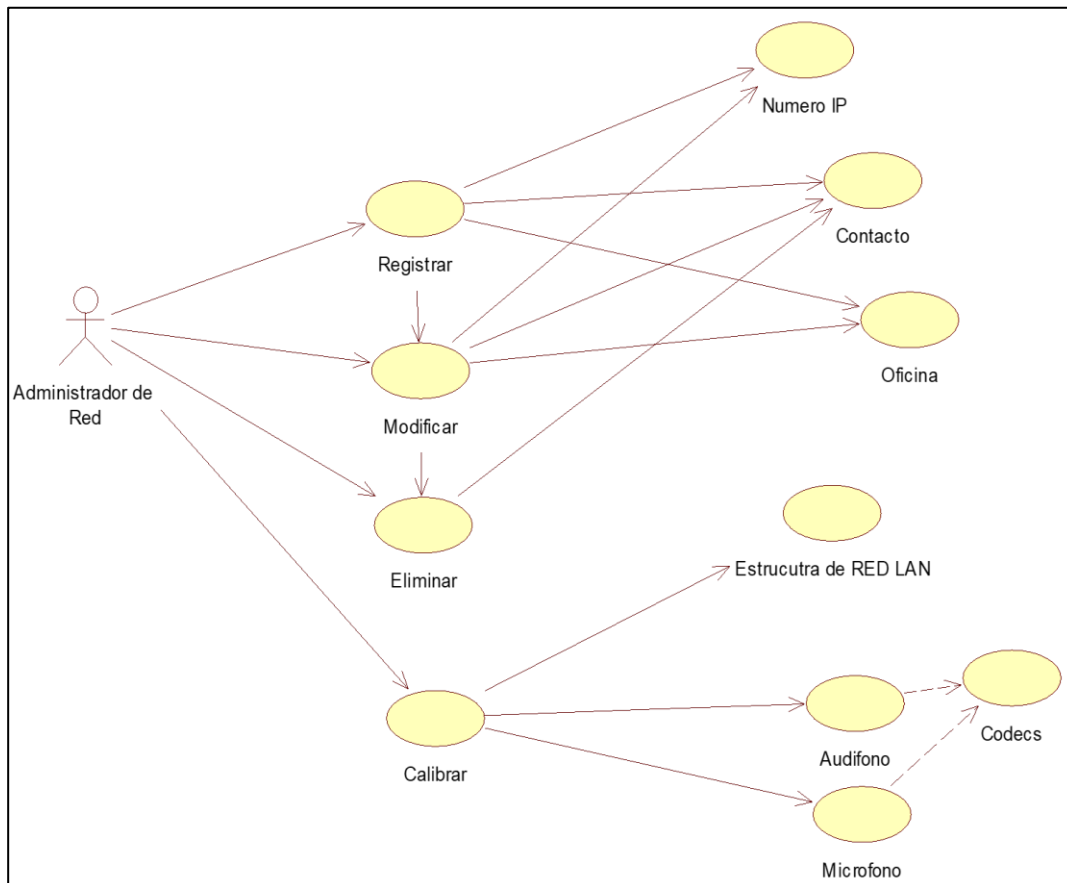 Numero IP
Contacto
Registrar
Oficina
Administrador de
Red
Modificar
Eliminar
Estrucutra de RED LAN
Codecs
Audifono
Calibrar
Microfono